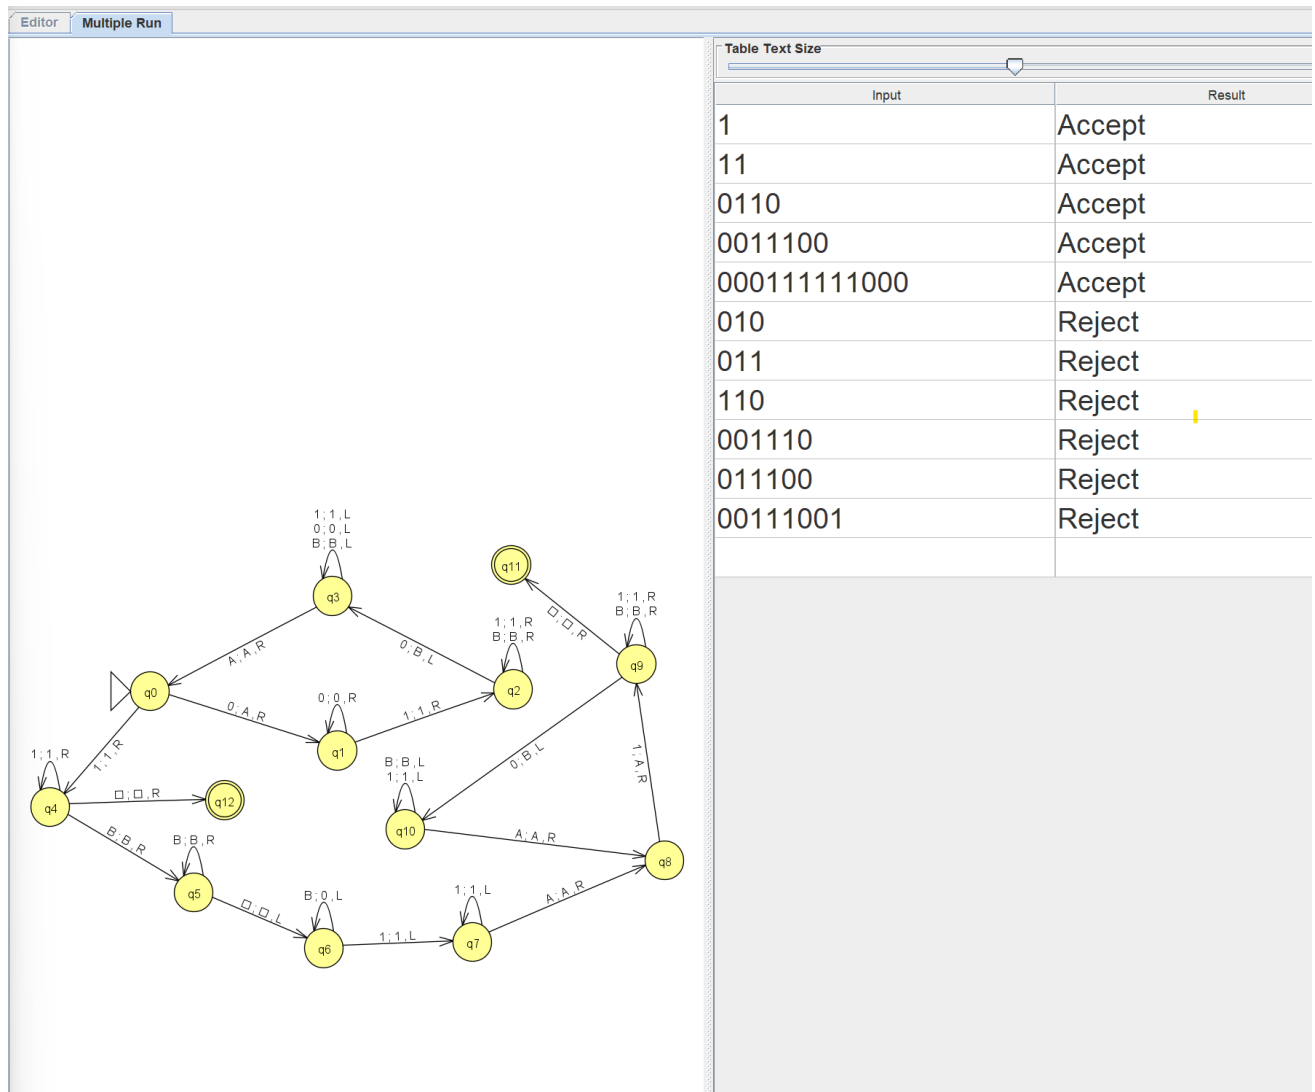 Editor
Multiple Run
Table Text Size
Input Result
1 Accept
11 Accept
0110 Accept
0011100 Accept
000111111000 Accept
010 Reject
011 Reject
110 Reject
001110 Reject
011100 Reject
00111001 Reject
1 ; 1 , L
0 ; 0 , L
B ; B , L
q3
q11
1 ; 1 , R
B ; B , R
q9
□ ; □ , R
1 ; 1 , R
B ; B , R
q2
A ; A , R
0 ; B , L
q0
0 ; A , R
0 ; 0 , R
1 ; 1 , R
q1
1 ; 1 , R
1 ; 1 , R
q4
□ ; □ , R
q12
B ; B , L
1 ; 1 , L
q10
0 ; B , L
1 ; A , R
A ; A , R
q8
B ; B , R
B ; B , R
q5
□ ; □ , L
B ; 0 , L
q6
1 ; 1 , L
1 ; 1 , L
q7
A ; A , R